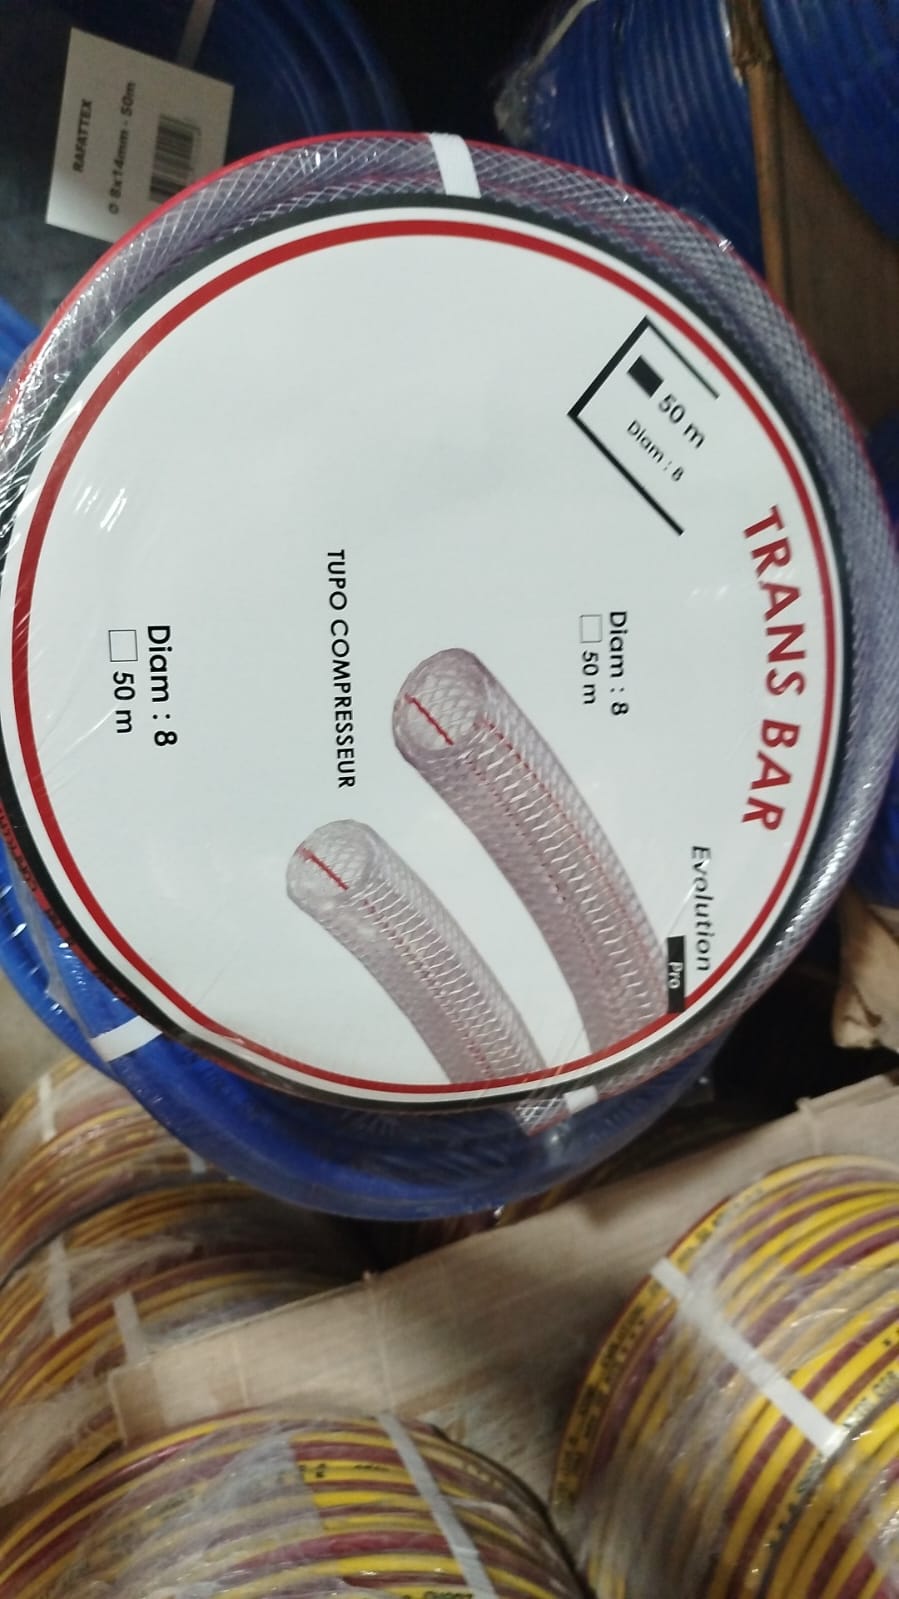 RAFATTEX
Ø 8x14mm - 50m
50 m
Diam : 8
TRANS BAR
Evolution
Pro
Diam : 8
50 m
TUPO COMPRESSEUR
Diam : 8
50 m